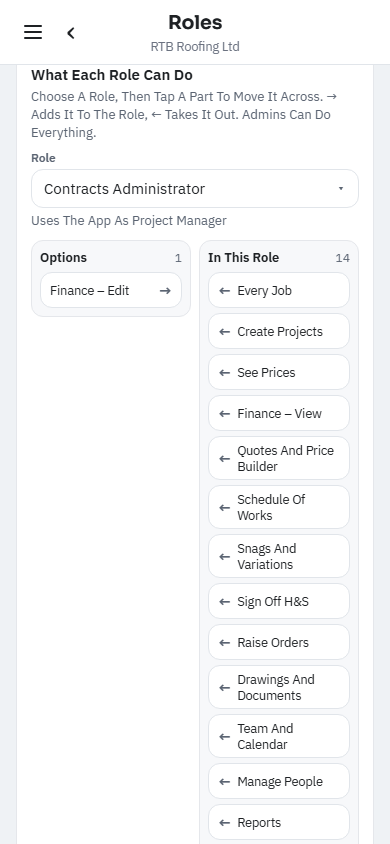 Roles
RTB Roofing Ltd
What Each Role Can Do
Choose A Role, Then Tap A Part To Move It Across. →
Adds It To The Role, ← Takes It Out. Admins Can Do
Everything.
Role
Contracts Administrator
Uses The App As Project Manager
Options 1
Finance – Edit →
In This Role 14
← Every Job
← Create Projects
← See Prices
← Finance – View
← Quotes And Price
Builder
← Schedule Of
Works
← Snags And
Variations
← Sign Off H&S
← Raise Orders
← Drawings And
Documents
← Team And
Calendar
← Manage People
← Reports